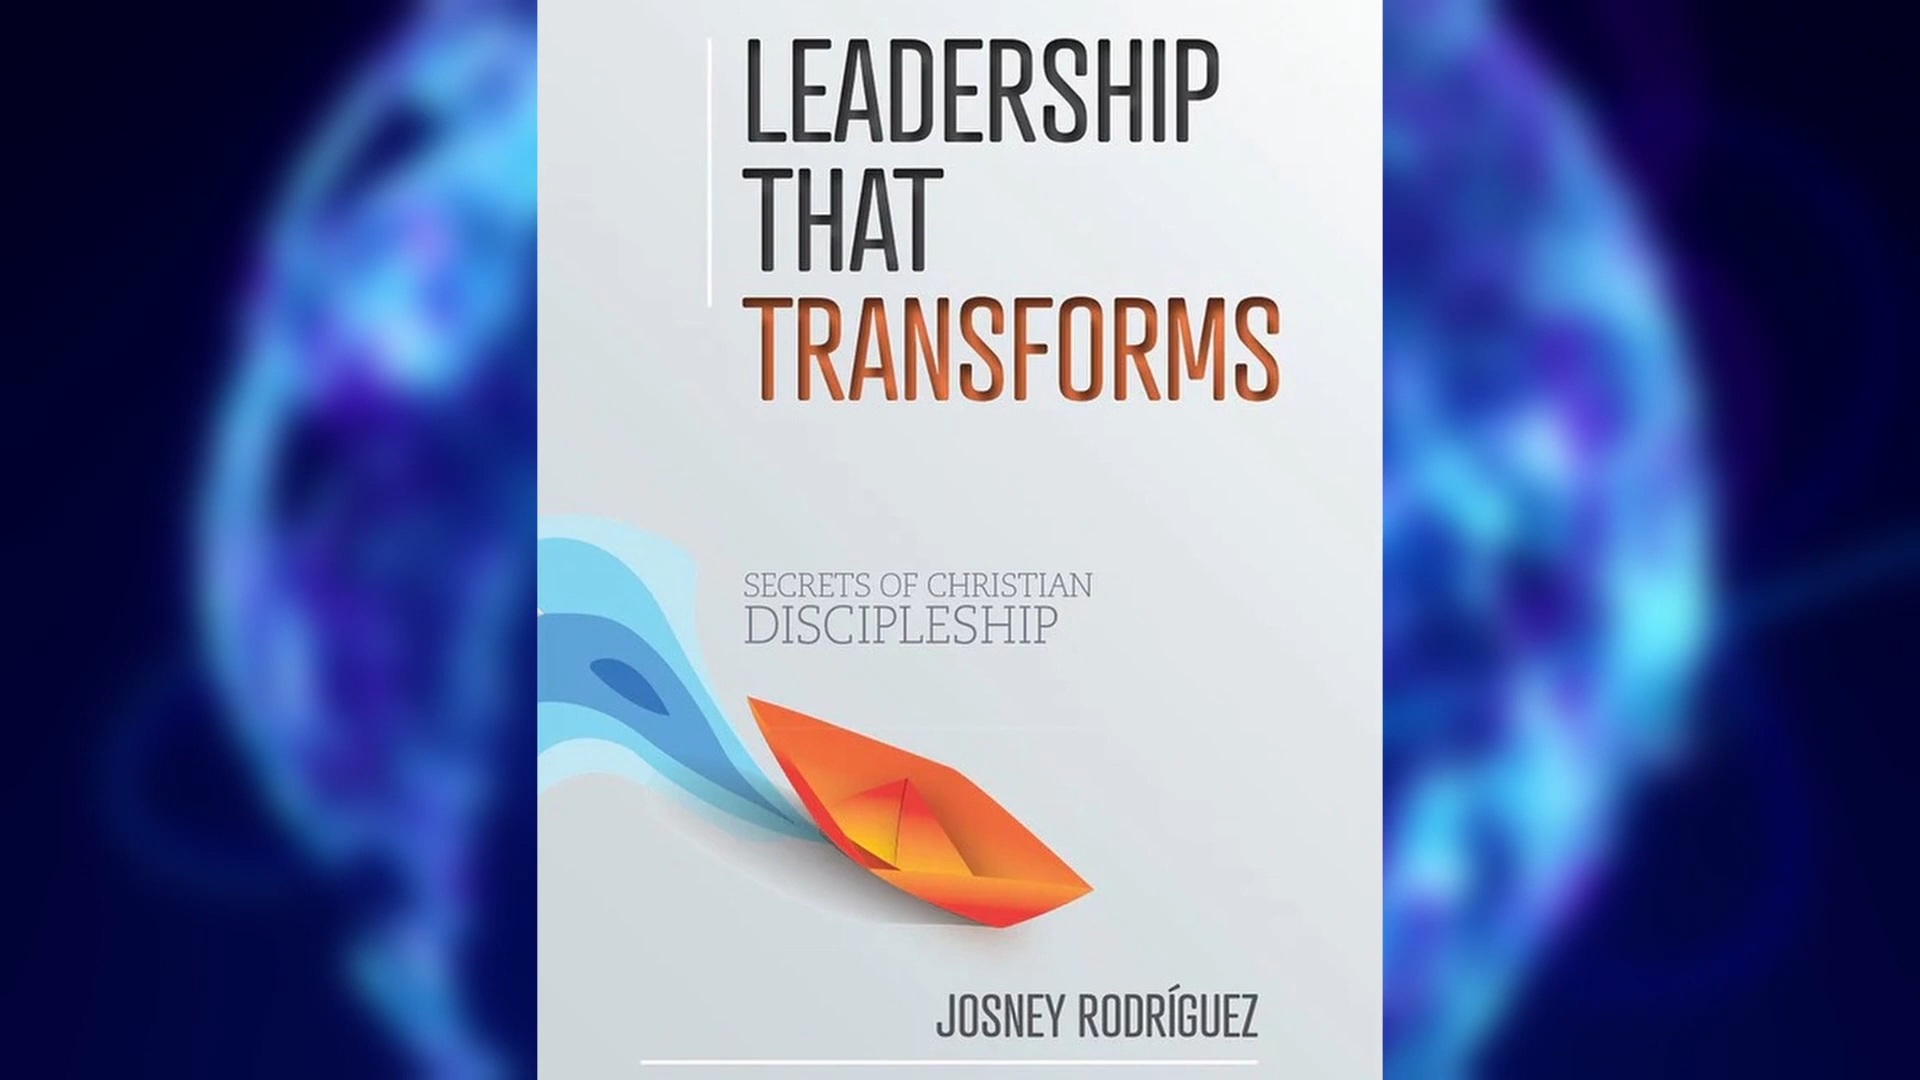 LEADERSHIP
THAT
TRANSFORMS
SECRETS OF CHRISTIAN
DISCIPLESHIP
JOSNEY RODRÍGUEZ